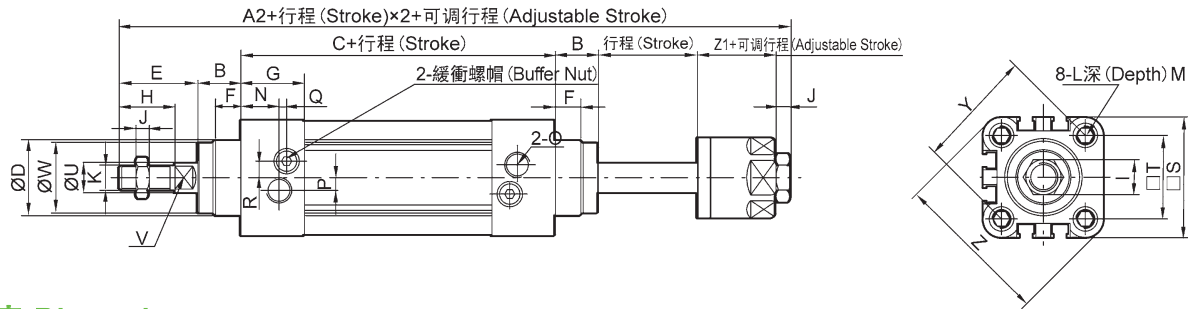 A2+行程(Stroke)×2+可调行程(Adjustable Stroke)
C+行程(Stroke)
B
行程(Stroke)
Z1+可调行程(Adjustable Stroke)
E
B
G
2-緩衝螺帽(Buffer Nut)
8-L深(Depth)M
H
F
N
Q
F
J
Y
J
2-O
ØD
ØW
ØU
K
R
P
I
□T
□S
V
Z